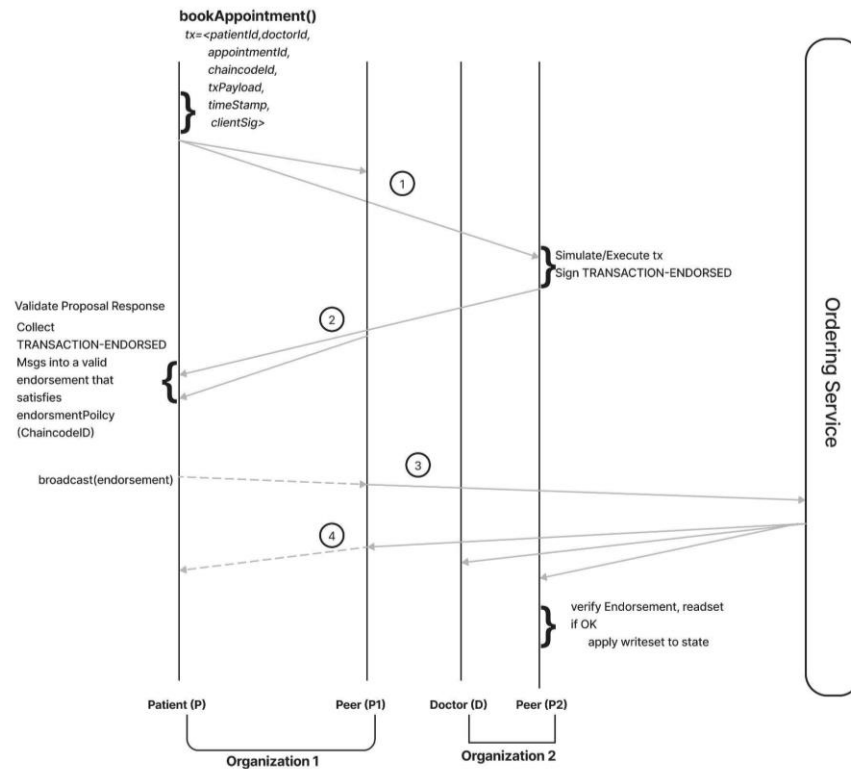 bookAppointment()
tx=<patientId,doctorId,
appointmentId,
chaincodeId,
txPayload,
timeStamp,
clientSig>
1
Simulate/Execute tx
Sign TRANSACTION-ENDORSED
Ordering Service
2
Validate Proposal Response
Collect
TRANSACTION-ENDORSED
Msgs into a valid
endorsement that
satisfies
endorsmentPoilcy
(ChaincodeID)
3
broadcast(endorsement)
4
verify Endorsement, readset
if OK
apply writeset to state
Patient (P)
Peer (P1)
Doctor (D)
Peer (P2)
Organization 1
Organization 2